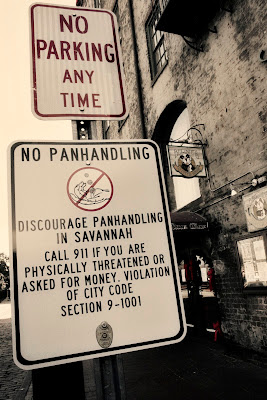 NO
PARKING
ANY
TIME
NO PANHANDLING
DISCOURAGE PANHANDLING
IN SAVANNAH
CALL 911 IF YOU ARE
PHYSICALLY THREATENED OR
ASKED FOR MONEY. VIOLATION
OF CITY CODE
SECTION 9-1001